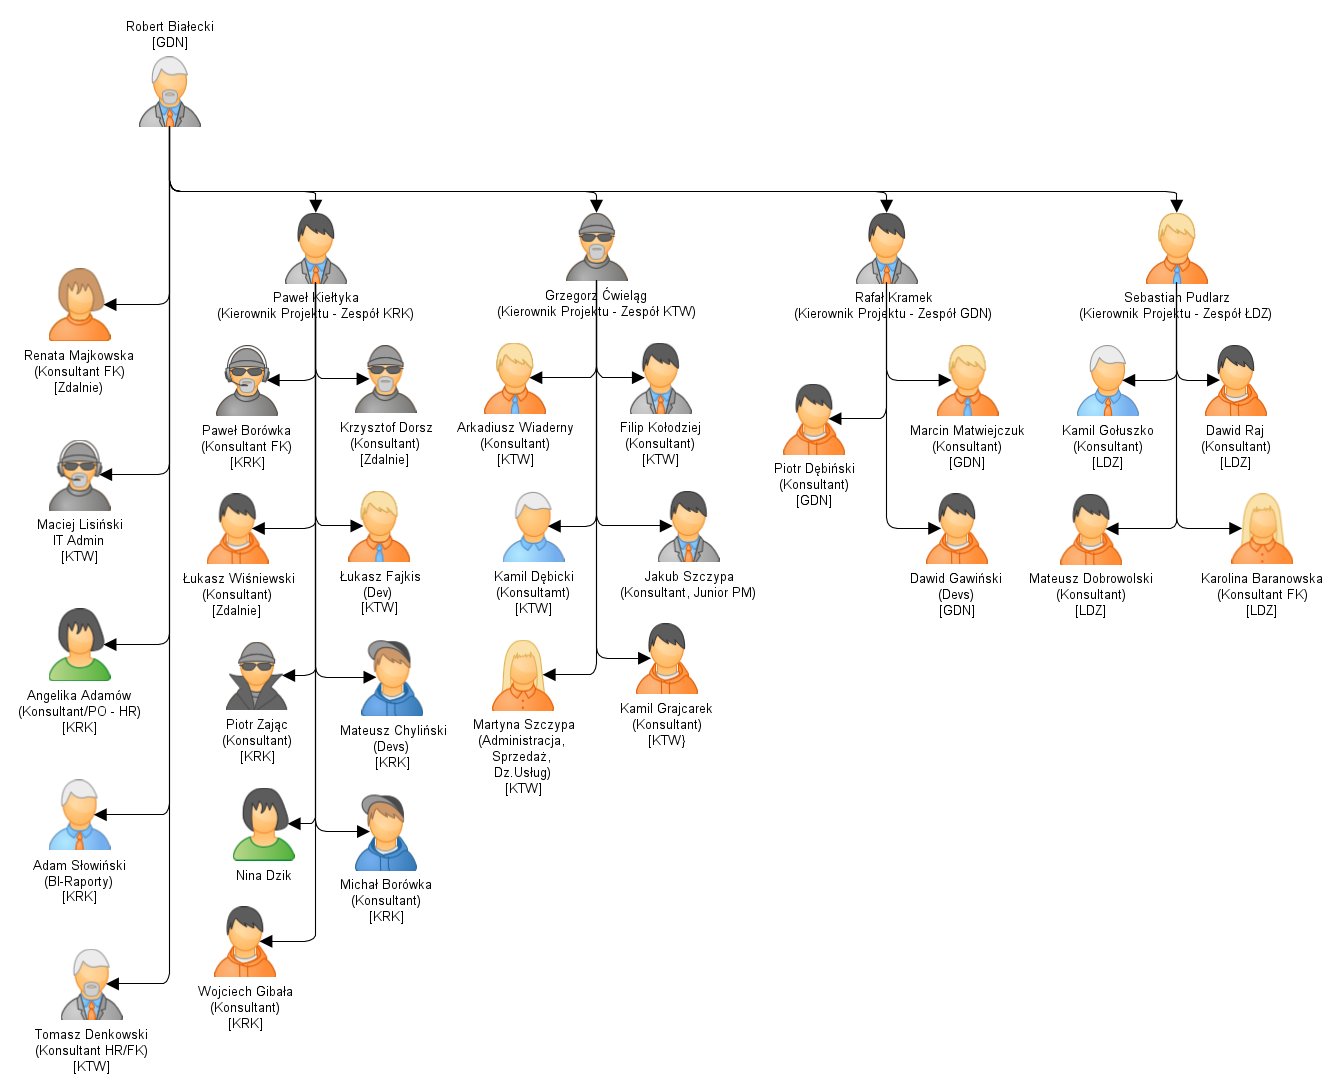 Robert Białecki
[GDN]
Renata Majkowska
(Konsultant FK)
[Zdalnie]
Maciej Lisiński
IT Admin
[KTW]
Angelika Adamów
(Konsultant/PO - HR)
[KRK]
Adam Słowiński
(BI-Raporty)
[KRK]
Tomasz Denkowski
(Konsultant HR/FK)
[KTW]
Paweł Kiełtyka
(Kierownik Projektu - Zespół KRK)
Paweł Borówka
(Konsultant FK)
[KRK]
Krzysztof Dorsz
(Konsultant)
[Zdalnie]
Łukasz Wiśniewski
(Konsultant)
[Zdalnie]
Łukasz Fajkis
(Dev)
[KTW]
Piotr Zając
(Konsultant)
[KRK]
Mateusz Chyliński
(Devs)
[KRK]
Nina Dzik
Michał Borówka
(Konsultant)
[KRK]
Wojciech Gibała
(Konsultant)
[KRK]
Grzegorz Ćwieląg
(Kierownik Projektu - Zespół KTW)
Arkadiusz Wiaderny
(Konsultant)
[KTW]
Filip Kołodziej
(Konsultant)
[KTW]
Kamil Dębicki
(Konsultamt)
[KTW]
Jakub Szczypa
(Konsultant, Junior PM)
Martyna Szczypa
(Administracja,
Sprzedaż,
Dz.Usług)
[KTW]
Kamil Grajcarek
(Konsultant)
[KTW}
Rafał Kramek
(Kierownik Projektu - Zespół GDN)
Marcin Matwiejczuk
(Konsultant)
[GDN]
Piotr Dębiński
(Konsultant)
[GDN]
Dawid Gawiński
(Devs)
[GDN]
Sebastian Pudlarz
(Kierownik Projektu - Zespół ŁDZ)
Kamil Gołuszko
(Konsultant)
[LDZ]
Dawid Raj
(Konsultant)
[LDZ]
Mateusz Dobrowolski
(Konsultant)
[LDZ]
Karolina Baranowska
(Konsultant FK)
[LDZ]